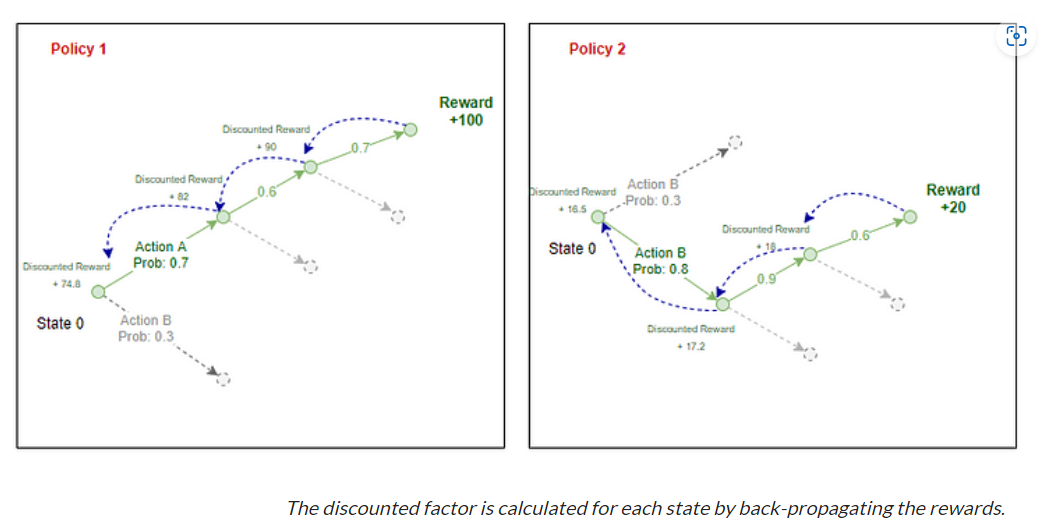 Policy 1
Reward
+100
Discounted Reward
+ 90
0.7
Discounted Reward
+ 82
0.6
Action A
Prob: 0.7
Discounted Reward
+ 74.8
State 0
Action B
Prob: 0.3
Policy 2
Action B
Prob: 0.3
Discounted Reward
+ 16.5
Reward
+20
State 0
Discounted Reward
+ 18
0.6
Action B
Prob: 0.8
0.9
Discounted Reward
+ 17.2
The discounted factor is calculated for each state by back-propagating the rewards.